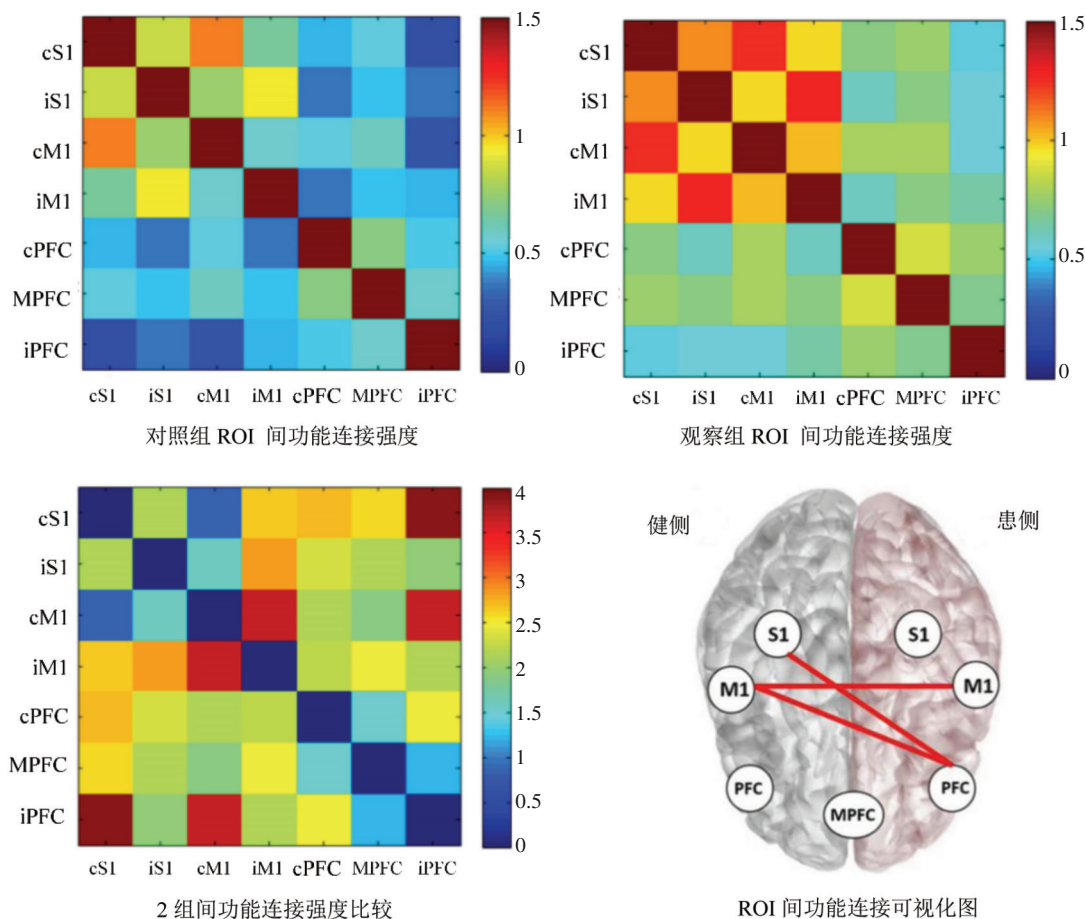 cS1
iS1
cM1
iM1
cPFC
MPFC
iPFC
cS1 iS1 cM1 iM1 cPFC MPFC iPFC
1.5
1
0.5
0
对照组 ROI 间功能连接强度
cS1
iS1
cM1
iM1
cPFC
MPFC
iPFC
cS1 iS1 cM1 iM1 cPFC MPFC iPFC
1.5
1
0.5
0
观察组 ROI 间功能连接强度
cS1
iS1
cM1
iM1
cPFC
MPFC
iPFC
cS1 iS1 cM1 iM1 cPFC MPFC iPFC
4
3.5
3
2.5
2
1.5
1
0.5
0
2 组间功能连接强度比较
健侧 患侧
S1 S1
M1 M1
PFC PFC
MPFC
ROI 间功能连接可视化图